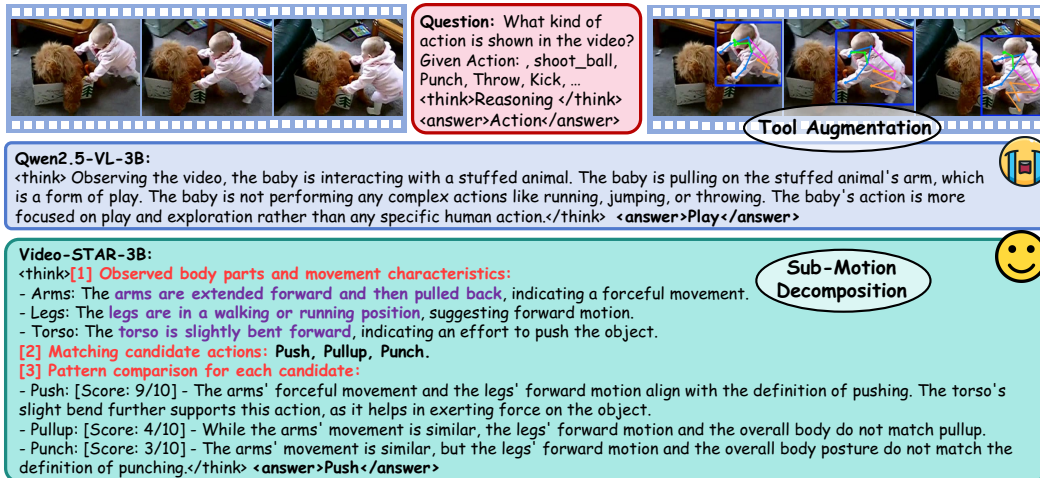 Question: What kind of
action is shown in the video?
Given Action: , shoot_ball,
Punch, Throw, Kick, …
<think>Reasoning </think>
<answer>Action</answer>
Tool Augmentation
Qwen2.5-VL-3B:
<think> Observing the video, the baby is interacting with a stuffed animal. The baby is pulling on the stuffed animal's arm, which
is a form of play. The baby is not performing any complex actions like running, jumping, or throwing. The baby's action is more
focused on play and exploration rather than any specific human action.</think> <answer>Play</answer>
Video-STAR-3B:
<think>[1] Observed body parts and movement characteristics:
- Arms: The arms are extended forward and then pulled back, indicating a forceful movement.
- Legs: The legs are in a walking or running position, suggesting forward motion.
- Torso: The torso is slightly bent forward, indicating an effort to push the object.
Sub-Motion
Decomposition
[2] Matching candidate actions: Push, Pullup, Punch.
[3] Pattern comparison for each candidate:
- Push: [Score: 9/10] - The arms' forceful movement and the legs' forward motion align with the definition of pushing. The torso's
slight bend further supports this action, as it helps in exerting force on the object.
- Pullup: [Score: 4/10] - While the arms' movement is similar, the legs' forward motion and the overall body do not match pullup.
- Punch: [Score: 3/10] - The arms' movement is similar, but the legs' forward motion and the overall body posture do not match the
definition of punching.</think> <answer>Push</answer>